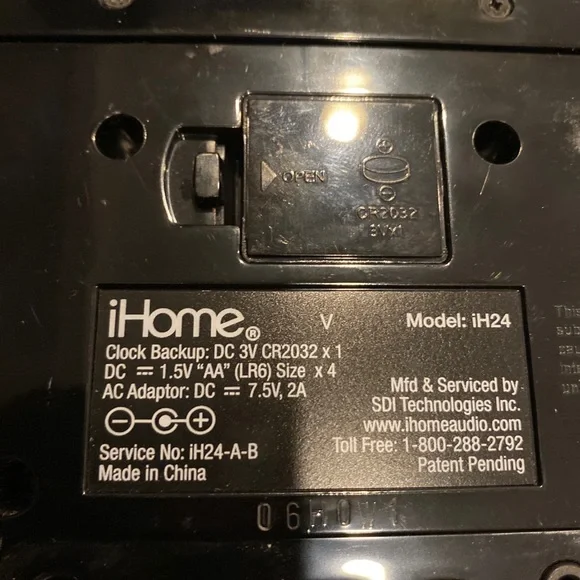 OPEN
CR2032
3VX1
iHome®
V
Model: iH24
Clock Backup: DC 3V CR2032 x 1
DC ⎓ 1.5V “AA” (LR6) Size x 4
AC Adaptor: DC ⎓ 7.5V, 2A
Mfd & Serviced by
SDI Technologies Inc.
www.ihomeaudio.com
Service No: iH24-A-B
Toll Free: 1-800-288-2792
Made in China
Patent Pending
This